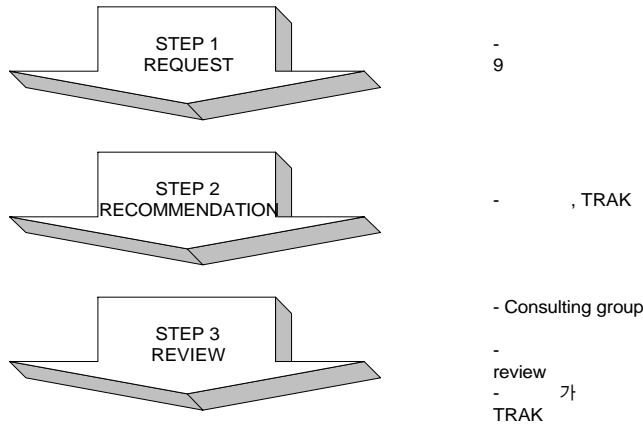 STEP 1
REQUEST
-
9
STEP 2
RECOMMENDATION
- , TRAK
STEP 3
REVIEW
- Consulting group
-
review
- 가
TRAK